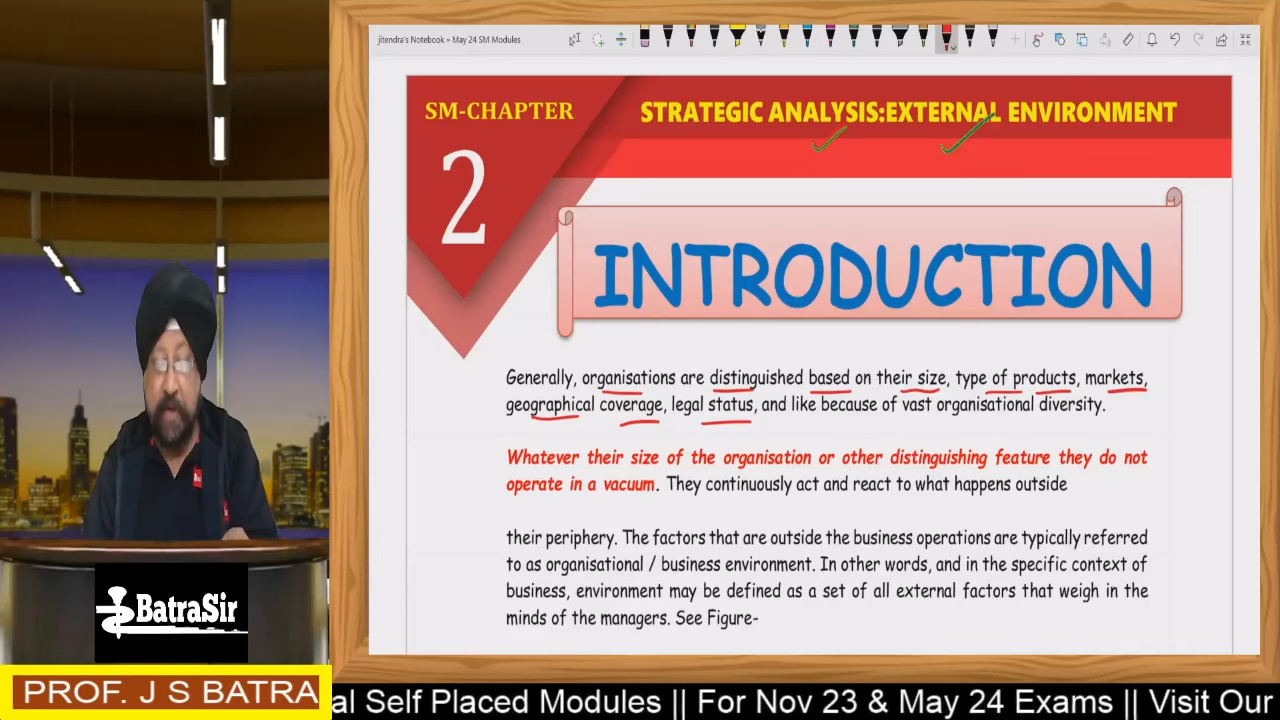 jitendra's Notebook » May 24 SM Modules
SM-CHAPTER
2
STRATEGIC ANALYSIS:EXTERNAL ENVIRONMENT
INTRODUCTION
Generally, organisations are distinguished based on their size, type of products, markets,
geographical coverage, legal status, and like because of vast organisational diversity.
Whatever their size of the organisation or other distinguishing feature they do not
operate in a vacuum. They continuously act and react to what happens outside
their periphery. The factors that are outside the business operations are typically referred
to as organisational / business environment. In other words, and in the specific context of
business, environment may be defined as a set of all external factors that weigh in the
minds of the managers. See Figure-
BatraSir
PROF. J S BATRA
al Self Placed Modules || For Nov 23 & May 24 Exams || Visit Our